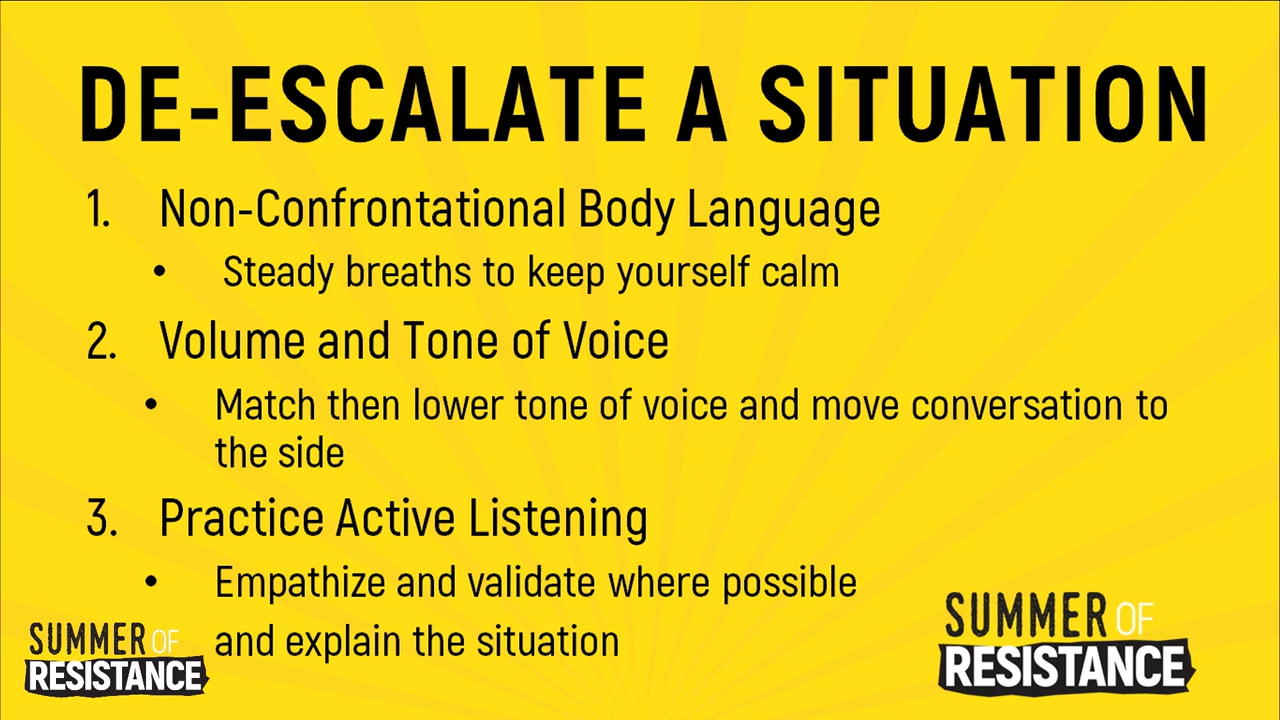 DE-ESCALATE A SITUATION
1. Non-Confrontational Body Language
• Steady breaths to keep yourself calm
2. Volume and Tone of Voice
• Match then lower tone of voice and move conversation to
the side
3. Practice Active Listening
• Empathize and validate where possible
and explain the situation
SUMMER OF
RESISTANCE
SUMMER OF
RESISTANCE